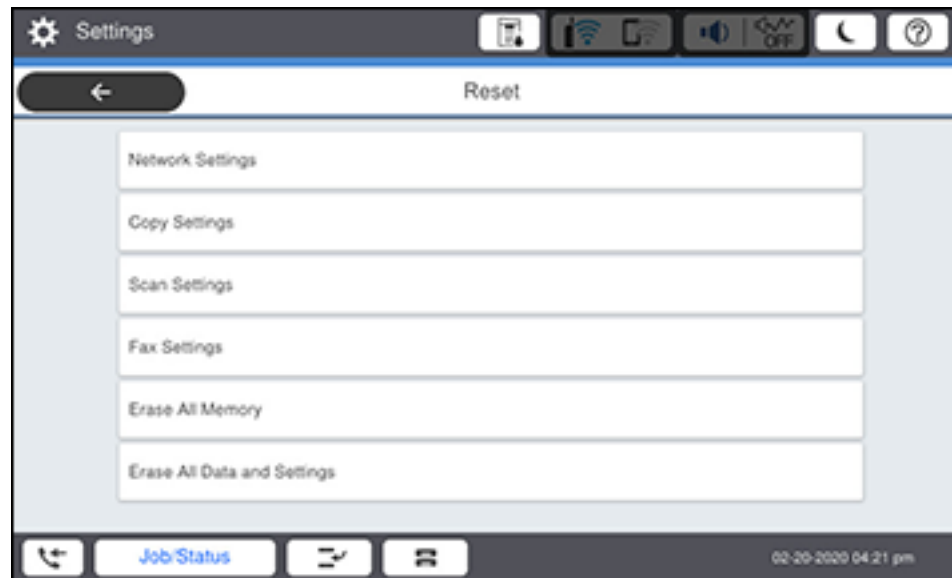 Settings
OFF
Reset
Network Settings
Copy Settings
Scan Settings
Fax Settings
Erase All Memory
Erase All Data and Settings
Job/Status
02-20-2020 04:21 pm